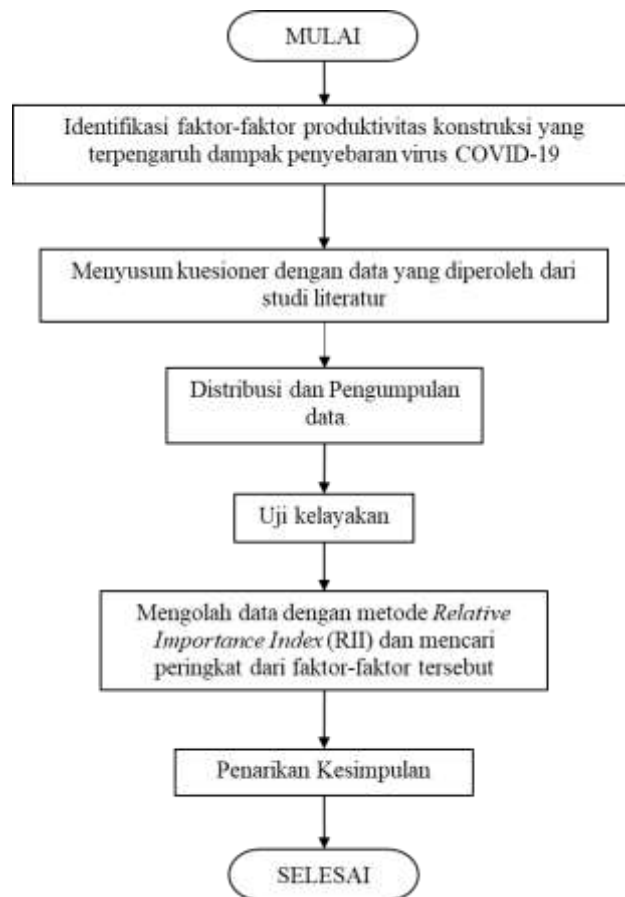 MULAI
Identifikasi faktor-faktor produktivitas konstruksi yang
terpengaruh dampak penyebaran virus COVID-19
Menyusun kuesioner dengan data yang diperoleh dari
studi literatur
Distribusi dan Pengumpulan
data
Uji kelayakan
Mengolah data dengan metode Relative
Importance Index (RII) dan mencari
peringkat dari faktor-faktor tersebut
Penarikan Kesimpulan
SELESAI